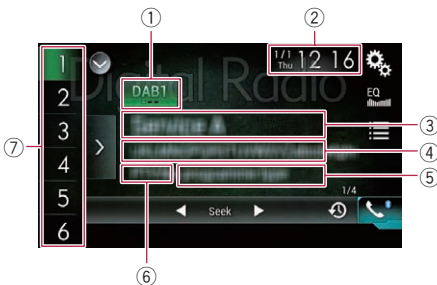 ① ②
Digital Radio
1/1 Thu 12 16
1
2
3
4
5
6
DAB1
EQ
③
④
⑤
⑥
⑦
1/4
Seek